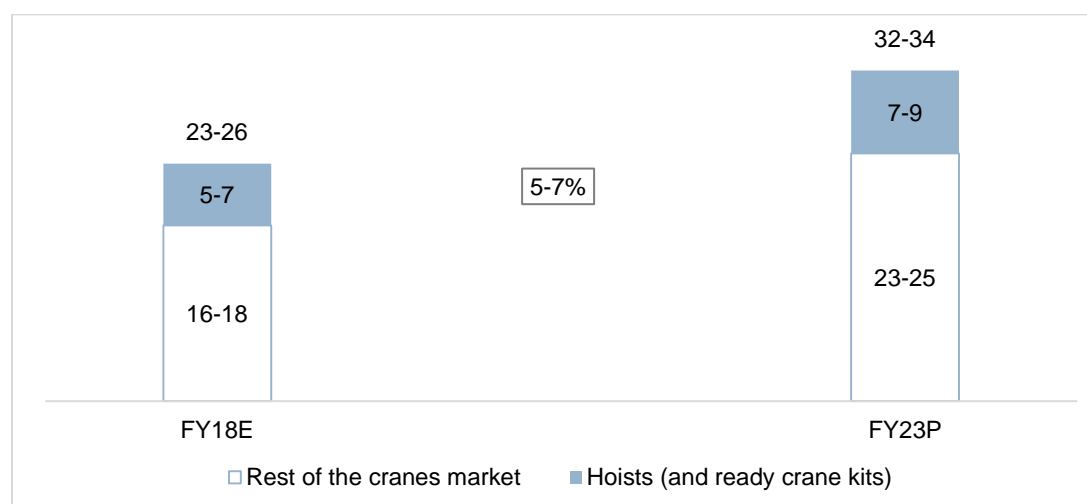 32-34
7-9
23-26
5-7%
5-7
23-25
16-18
FY18E
FY23P
Rest of the cranes market
Hoists (and ready crane kits)